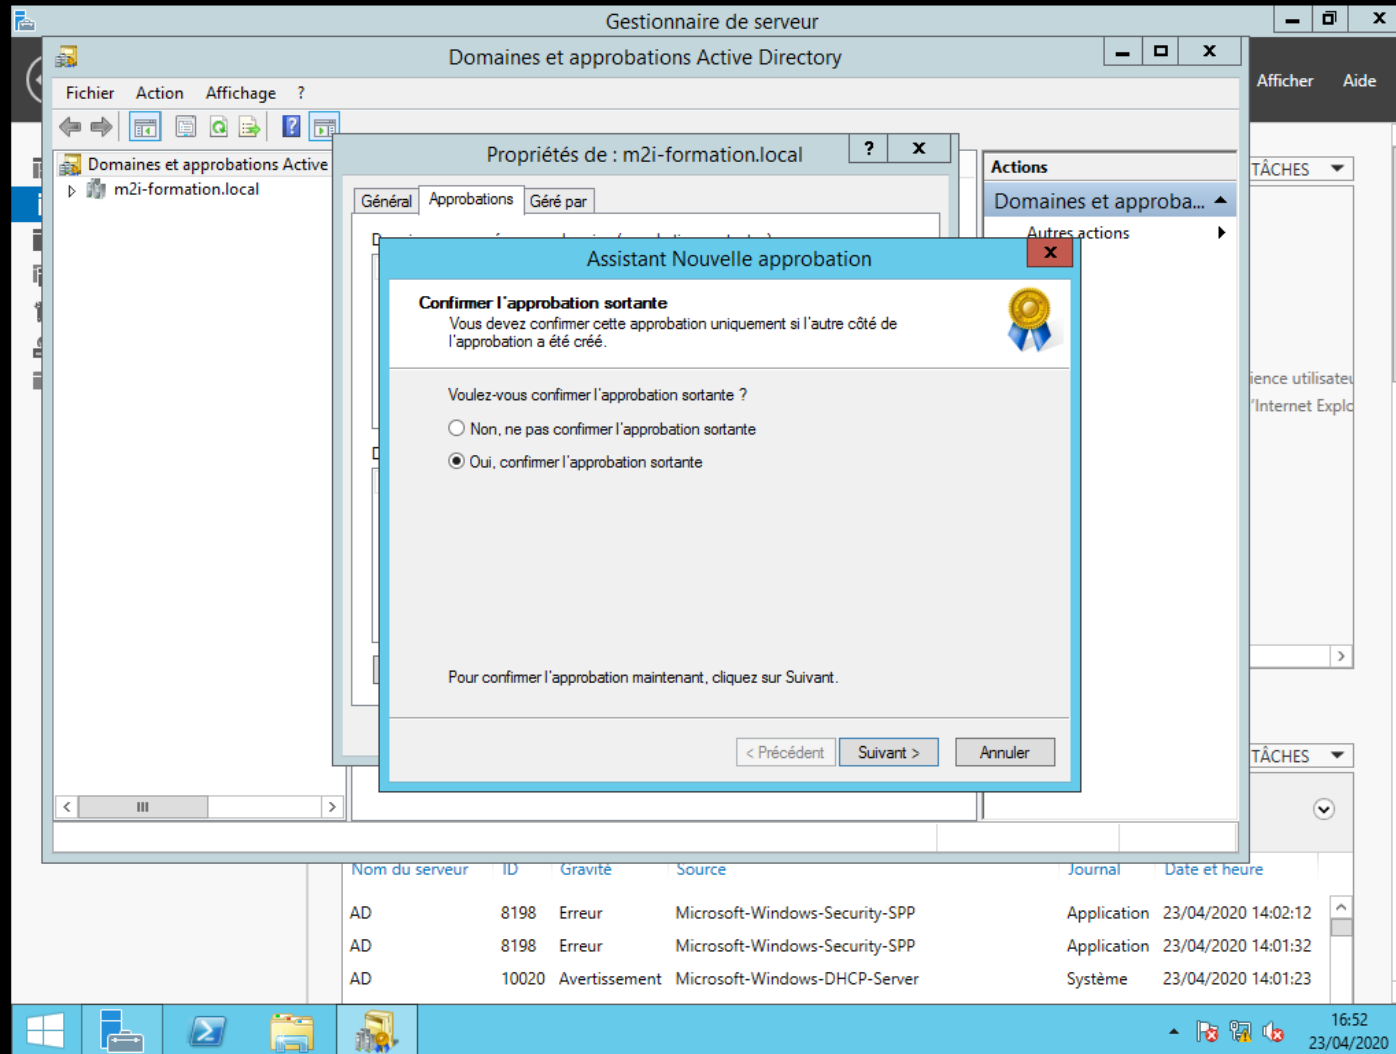 Gestionnaire de serveur
Domaines et approbations Active Directory
Afficher Aide
Fichier Action Affichage ?
Propriétés de : m2i-formation.local
Domaines et approbations Active
m2i-formation.local
Actions
TÂCHES
Domaines et approba...
Autres actions
Général Approbations Géré par
Assistant Nouvelle approbation
Confirmer l'approbation sortante
Vous devez confirmer cette approbation uniquement si l'autre côté de
l'approbation a été créé.
Voulez-vous confirmer l'approbation sortante ?
Non, ne pas confirmer l'approbation sortante
Oui, confirmer l'approbation sortante
Pour confirmer l'approbation maintenant, cliquez sur Suivant.
< Précédent Suivant > Annuler
TÂCHES
Nom du serveur ID Gravité Source Journal Date et heure
AD 8198 Erreur Microsoft-Windows-Security-SPP Application 23/04/2020 14:02:12
AD 8198 Erreur Microsoft-Windows-Security-SPP Application 23/04/2020 14:01:32
AD 10020 Avertissement Microsoft-Windows-DHCP-Server Système 23/04/2020 14:01:23
16:52
23/04/2020